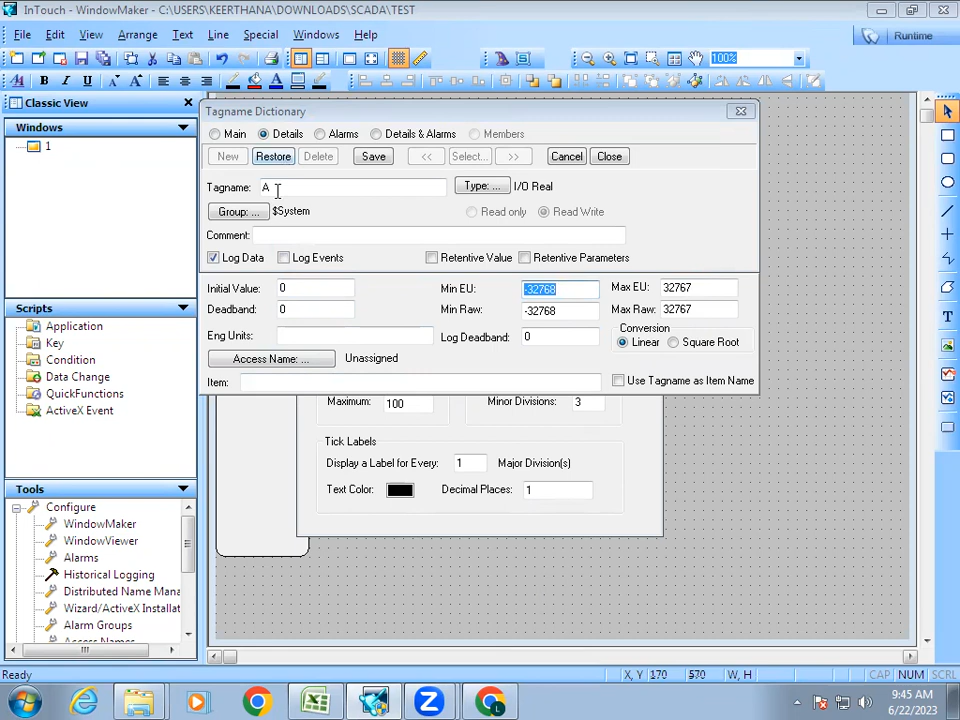 InTouch - WindowMaker - C:\USERS\KEERTHANA\DOWNLOADS\SCADA\TEST
File Edit View Arrange Text Line Special Windows Help
Runtime
100%
A B I U A A A
Classic View
Windows
1
Scripts
Application
Key
Condition
Data Change
QuickFunctions
ActiveX Event
Tools
Configure
WindowMaker
WindowViewer
Alarms
Historical Logging
Distributed Name Mana
Wizard/ActiveX Installat
Alarm Groups
Access Names
Tagname Dictionary
Main Details Alarms Details & Alarms Members
New Restore Delete Save << Select... >> Cancel Close
Tagname: A Type: ... I/O Real
Group: ... $System Read only Read Write
Comment:
Log Data Log Events Retentive Value Retentive Parameters
Initial Value: 0 Min EU: -32768 Max EU: 32767
Deadband: 0 Min Raw: -32768 Max Raw: 32767
Eng Units: Log Deadband: 0 Conversion
Linear Square Root
Access Name: ... Unassigned
Item: Use Tagname as Item Name
Maximum: 100 Minor Divisions: 3
Tick Labels
Display a Label for Every: 1 Major Division(s)
Text Color: Decimal Places: 1
T
Ready X, Y 170 570 W, H CAP NUM SCRL
9:45 AM
6/22/2023